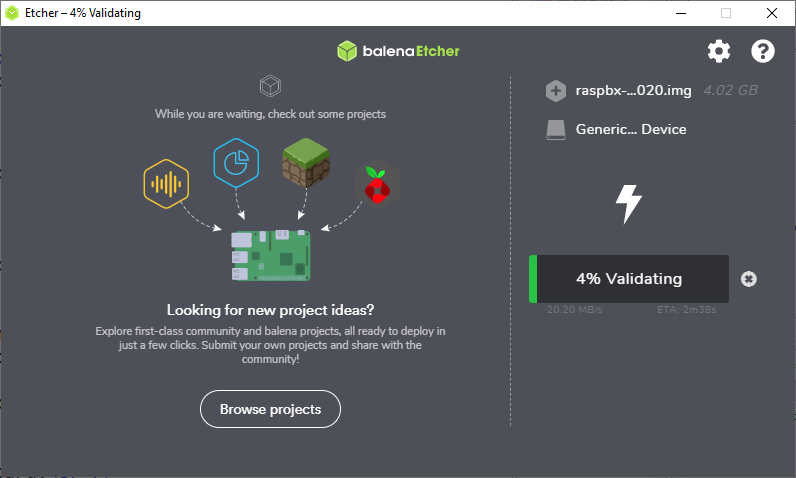 Etcher – 4% Validating
balenaEtcher
While you are waiting, check out some projects
Looking for new project ideas?
Explore first-class community and balena projects, all ready to deploy in
just a few clicks. Submit your own projects and share with the
community!
Browse projects
raspbx-...020.img 4.02 GB
Generic... Device
4% Validating
20.20 MB/s ETA: 2m38s